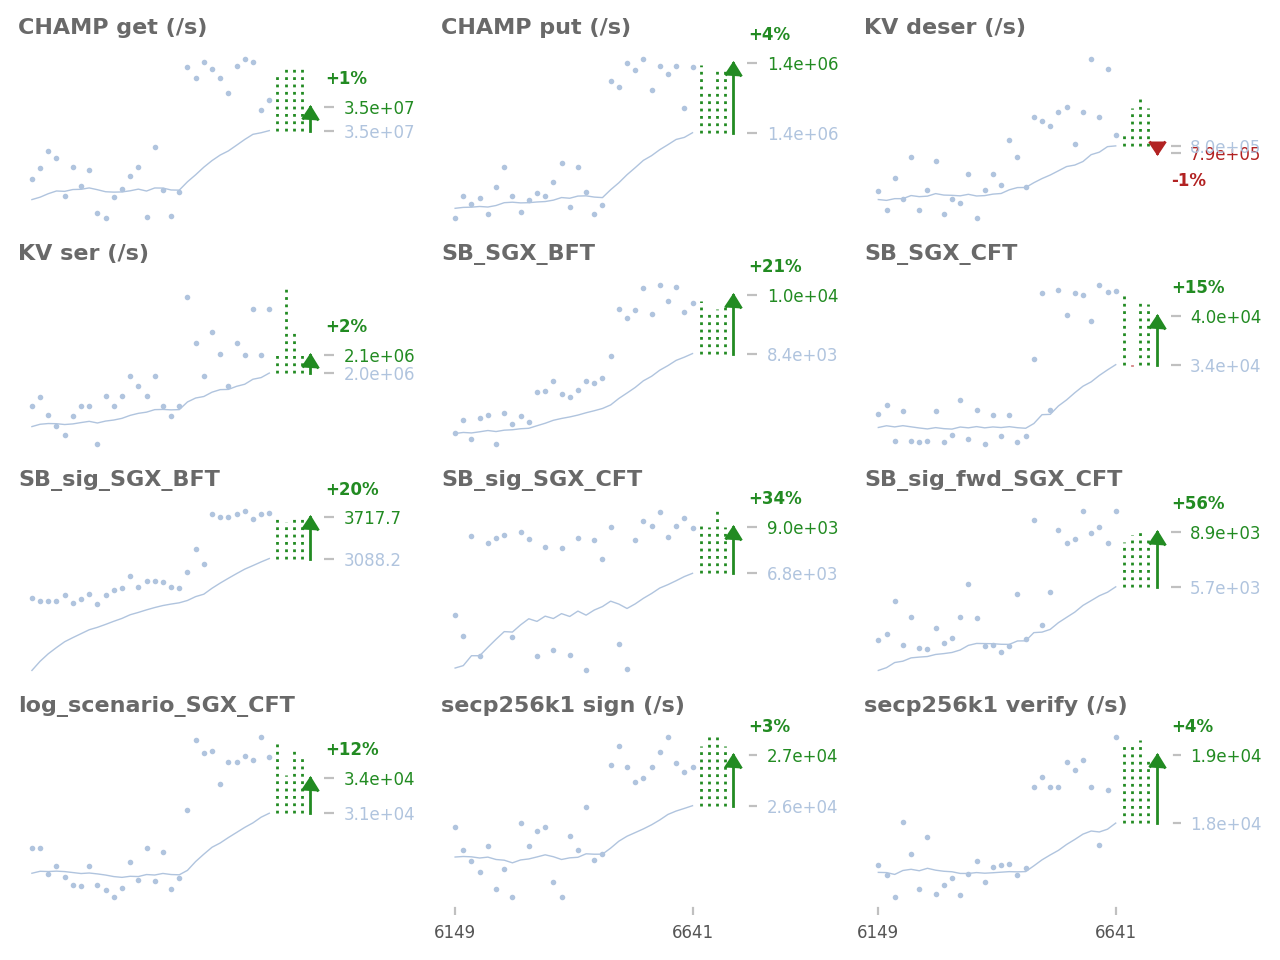 CHAMP get (/s)
+1%
3.5e+07
3.5e+07
CHAMP put (/s)
+4%
1.4e+06
1.4e+06
KV deser (/s)
8.0e+05
7.9e+05
-1%
KV ser (/s)
+2%
2.1e+06
2.0e+06
SB_SGX_BFT
+21%
1.0e+04
8.4e+03
SB_SGX_CFT
+15%
4.0e+04
3.4e+04
SB_sig_SGX_BFT
+20%
3717.7
3088.2
SB_sig_SGX_CFT
+34%
9.0e+03
6.8e+03
SB_sig_fwd_SGX_CFT
+56%
8.9e+03
5.7e+03
log_scenario_SGX_CFT
+12%
3.4e+04
3.1e+04
secp256k1 sign (/s)
+3%
2.7e+04
2.6e+04
6149
6641
secp256k1 verify (/s)
+4%
1.9e+04
1.8e+04
6149
6641